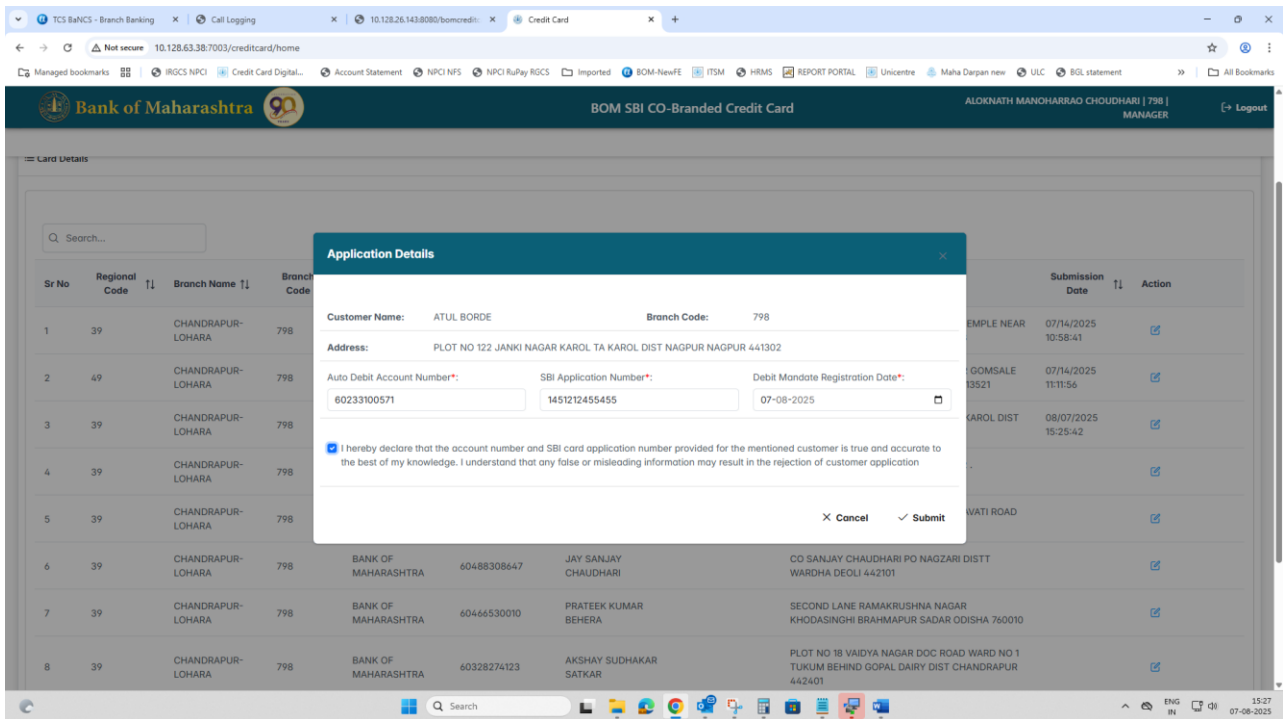 TCS BaNCS - Branch Banking
Call Logging
10.128.26.143:8080/bomcreditc
Credit Card
Not secure 10.128.63.38:7003/creditcard/home
Managed bookmarks IRGCS NPCI Credit Card Digital... Account Statement NPCI NFS NPCI RuPay RGCS Imported BOM-NewFE ITSM HRMS REPORT PORTAL Unicentre Maha Darpan new ULC BGL statement » All Bookmarks
Bank of Maharashtra 90
BOM SBI CO-Branded Credit Card
ALOKNATH MANOHARRAO CHOUDHARI | 798 |
MANAGER
Logout
Card Details
Search...
Sr No Regional Code Branch Name Branch Code Submission Date Action
Application Details
Customer Name: ATUL BORDE Branch Code: 798
Address: PLOT NO 122 JANKI NAGAR KAROL TA KAROL DIST NAGPUR NAGPUR 441302
Auto Debit Account Number*: SBI Application Number*: Debit Mandate Registration Date*:
60233100571 1451212455455 07-08-2025
I hereby declare that the account number and SBI card application number provided for the mentioned customer is true and accurate to
the best of my knowledge. I understand that any false or misleading information may result in the rejection of customer application
Cancel Submit
1 39 CHANDRAPUR-LOHARA 798 EMPLE NEAR 07/14/2025 10:58:41
2 49 CHANDRAPUR-LOHARA 798 GOMSALE 13521 07/14/2025 11:11:56
3 39 CHANDRAPUR-LOHARA 798 KAROL DIST 08/07/2025 15:25:42
4 39 CHANDRAPUR-LOHARA 798
5 39 CHANDRAPUR-LOHARA 798 AVATI ROAD
6 39 CHANDRAPUR-LOHARA 798 BANK OF MAHARASHTRA 60488308647 JAY SANJAY CHAUDHARI CO SANJAY CHAUDHARI PO NAGZARI DISTT WARDHA DEOLI 442101
7 39 CHANDRAPUR-LOHARA 798 BANK OF MAHARASHTRA 60466530010 PRATEEK KUMAR BEHERA SECOND LANE RAMAKRUSHNA NAGAR KHODASINGHI BRAHMAPUR SADAR ODISHA 760010
8 39 CHANDRAPUR-LOHARA 798 BANK OF MAHARASHTRA 60328274123 AKSHAY SUDHAKAR SATKAR PLOT NO 18 VAIDYA NAGAR DOC ROAD WARD NO 1 TUKUM BEHIND GOPAL DAIRY DIST CHANDRAPUR 442401
Search
ENG
IN
15:27
07-08-2025